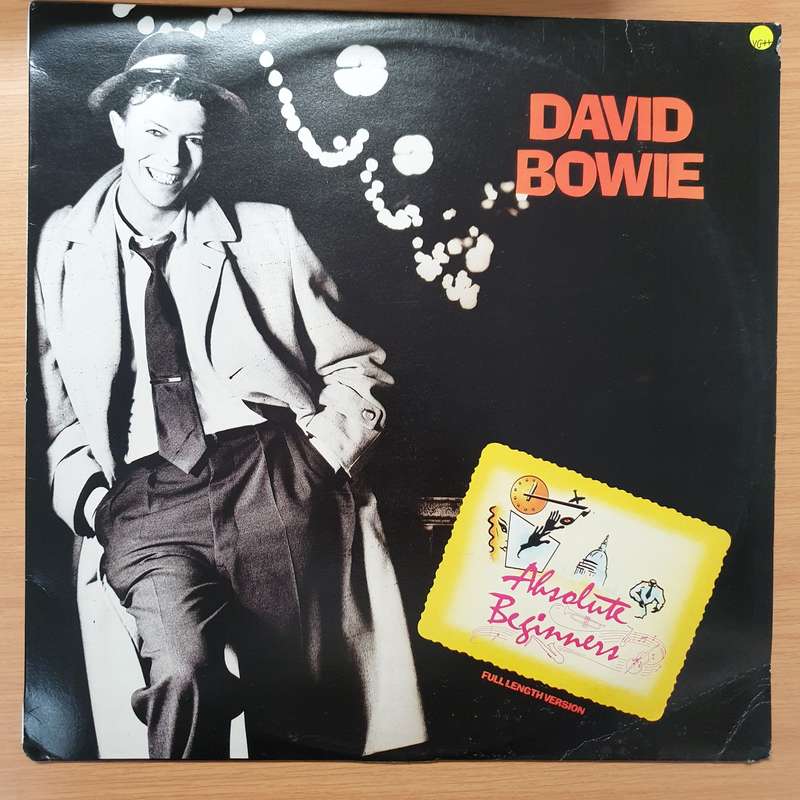 VG++
DAVID
BOWIE
Absolute
Beginners
FULL LENGTH VERSION